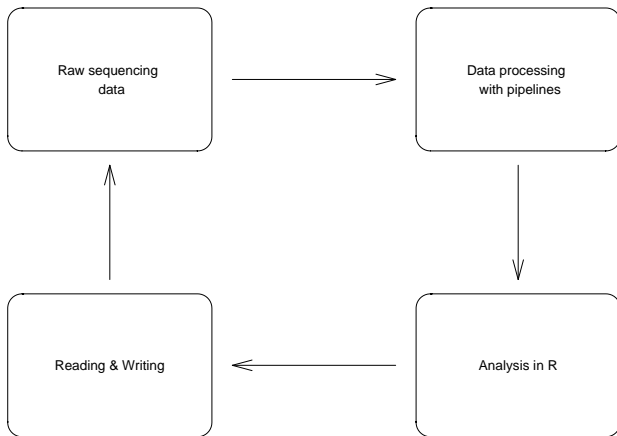 Raw sequencing
data
Data processing
with pipelines
Reading & Writing
Analysis in R